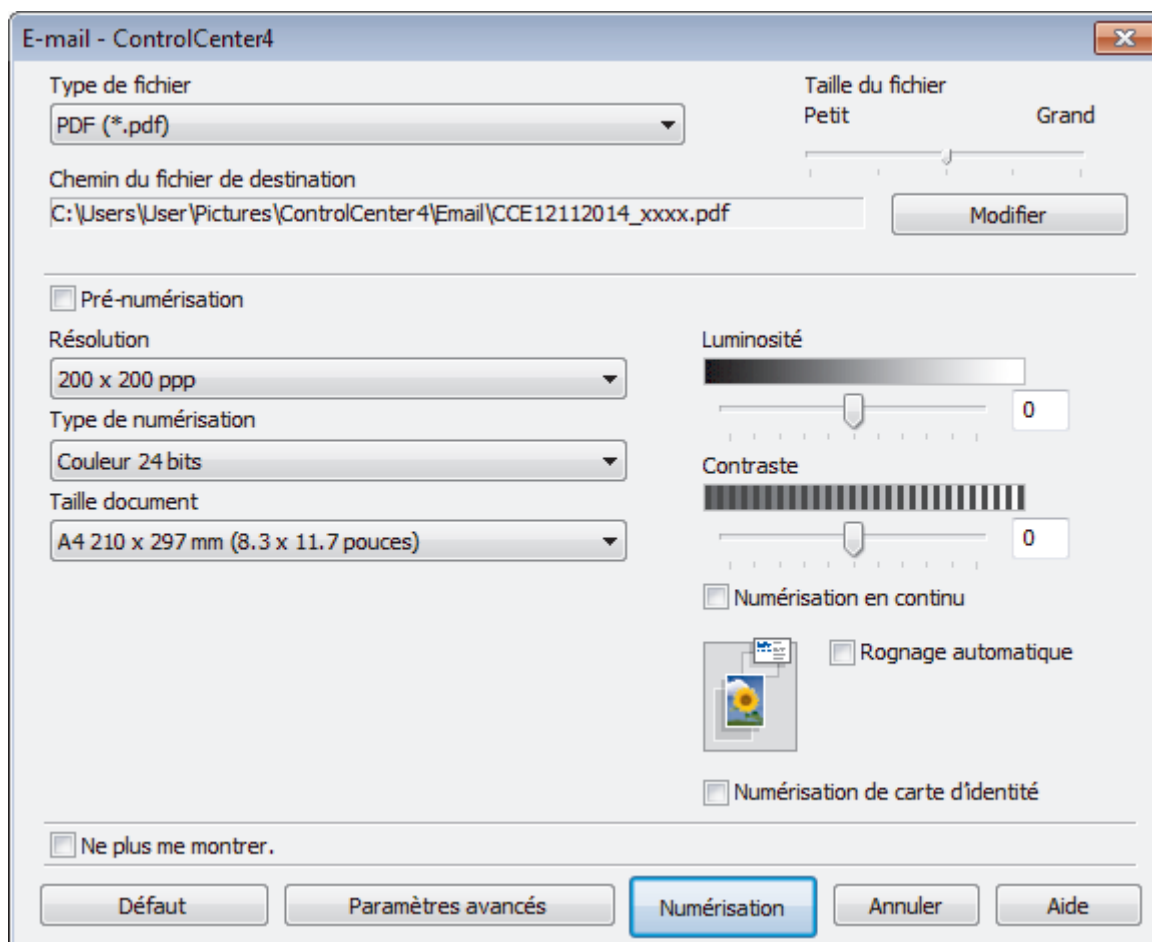 E-mail - ControlCenter4
Type de fichier
PDF (*.pdf)
Taille du fichier
Petit Grand
Chemin du fichier de destination
C:\Users\User\Pictures\ControlCenter4\Email\CCE12112014_xxxx.pdf
Modifier
Pré-numérisation
Résolution
200 x 200 ppp
Type de numérisation
Couleur 24 bits
Taille document
A4 210 x 297 mm (8.3 x 11.7 pouces)
Luminosité
0
Contraste
0
Numérisation en continu
Rognage automatique
Numérisation de carte d'identité
Ne plus me montrer.
Défaut Paramètres avancés Numérisation Annuler Aide